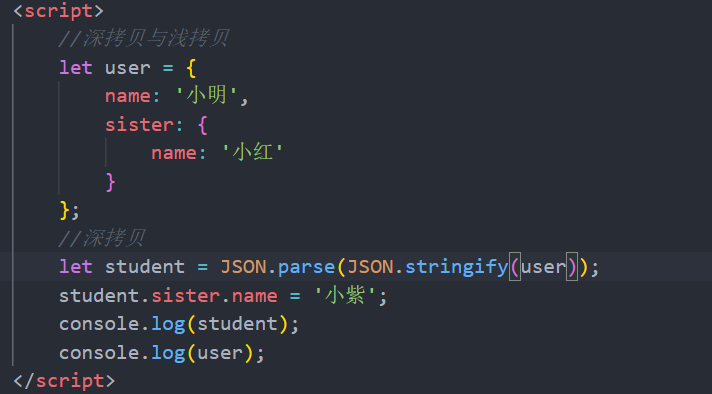 <script>
//深拷贝与浅拷贝
let user = {
name: '小明',
sister: {
name: '小红'
}
};
//深拷贝
let student = JSON.parse(JSON.stringify(user));
student.sister.name = '小紫';
console.log(student);
console.log(user);
</script>